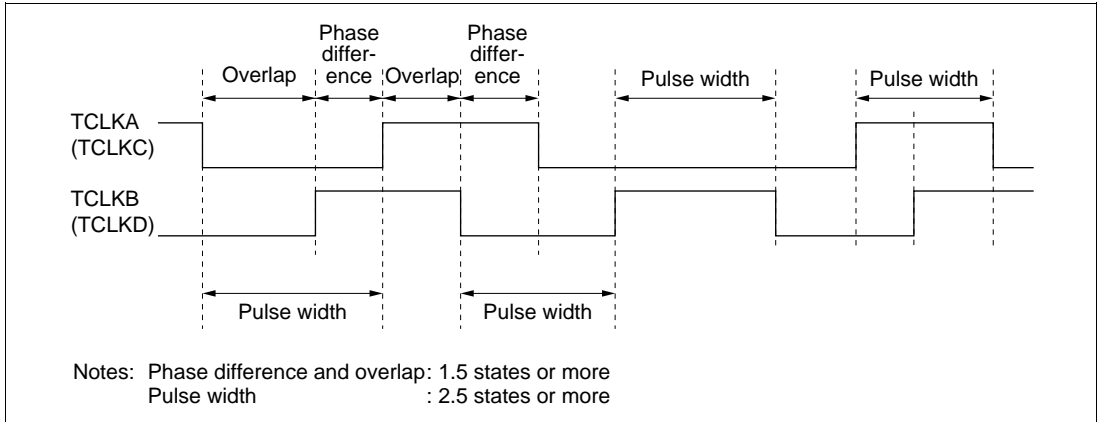 Phase
differ-
ence
Phase
differ-
ence
Overlap
Overlap
Pulse width
Pulse width
TCLKA
(TCLKC)
TCLKB
(TCLKD)
Pulse width
Pulse width
Notes: Phase difference and overlap : 1.5 states or more
Pulse width : 2.5 states or more